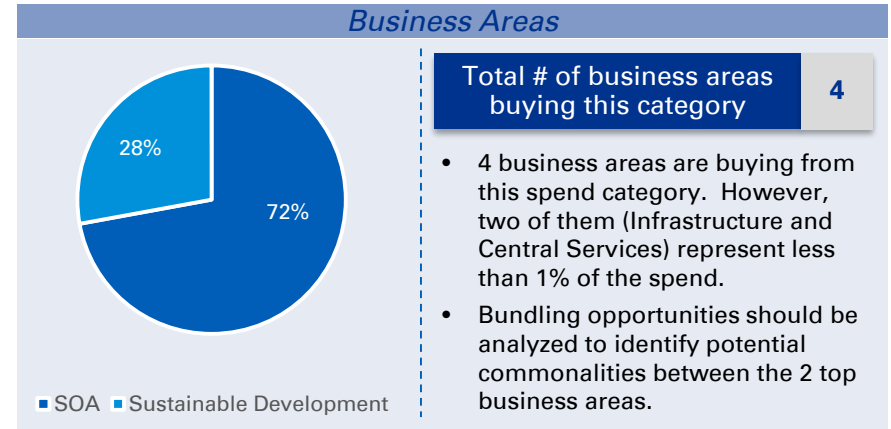 Business Areas
28%
72%
SOA Sustainable Development
Total # of business areas
buying this category
4
• 4 business areas are buying from
this spend category. However,
two of them (Infrastructure and
Central Services) represent less
than 1% of the spend.
• Bundling opportunities should be
analyzed to identify potential
commonalities between the 2 top
business areas.